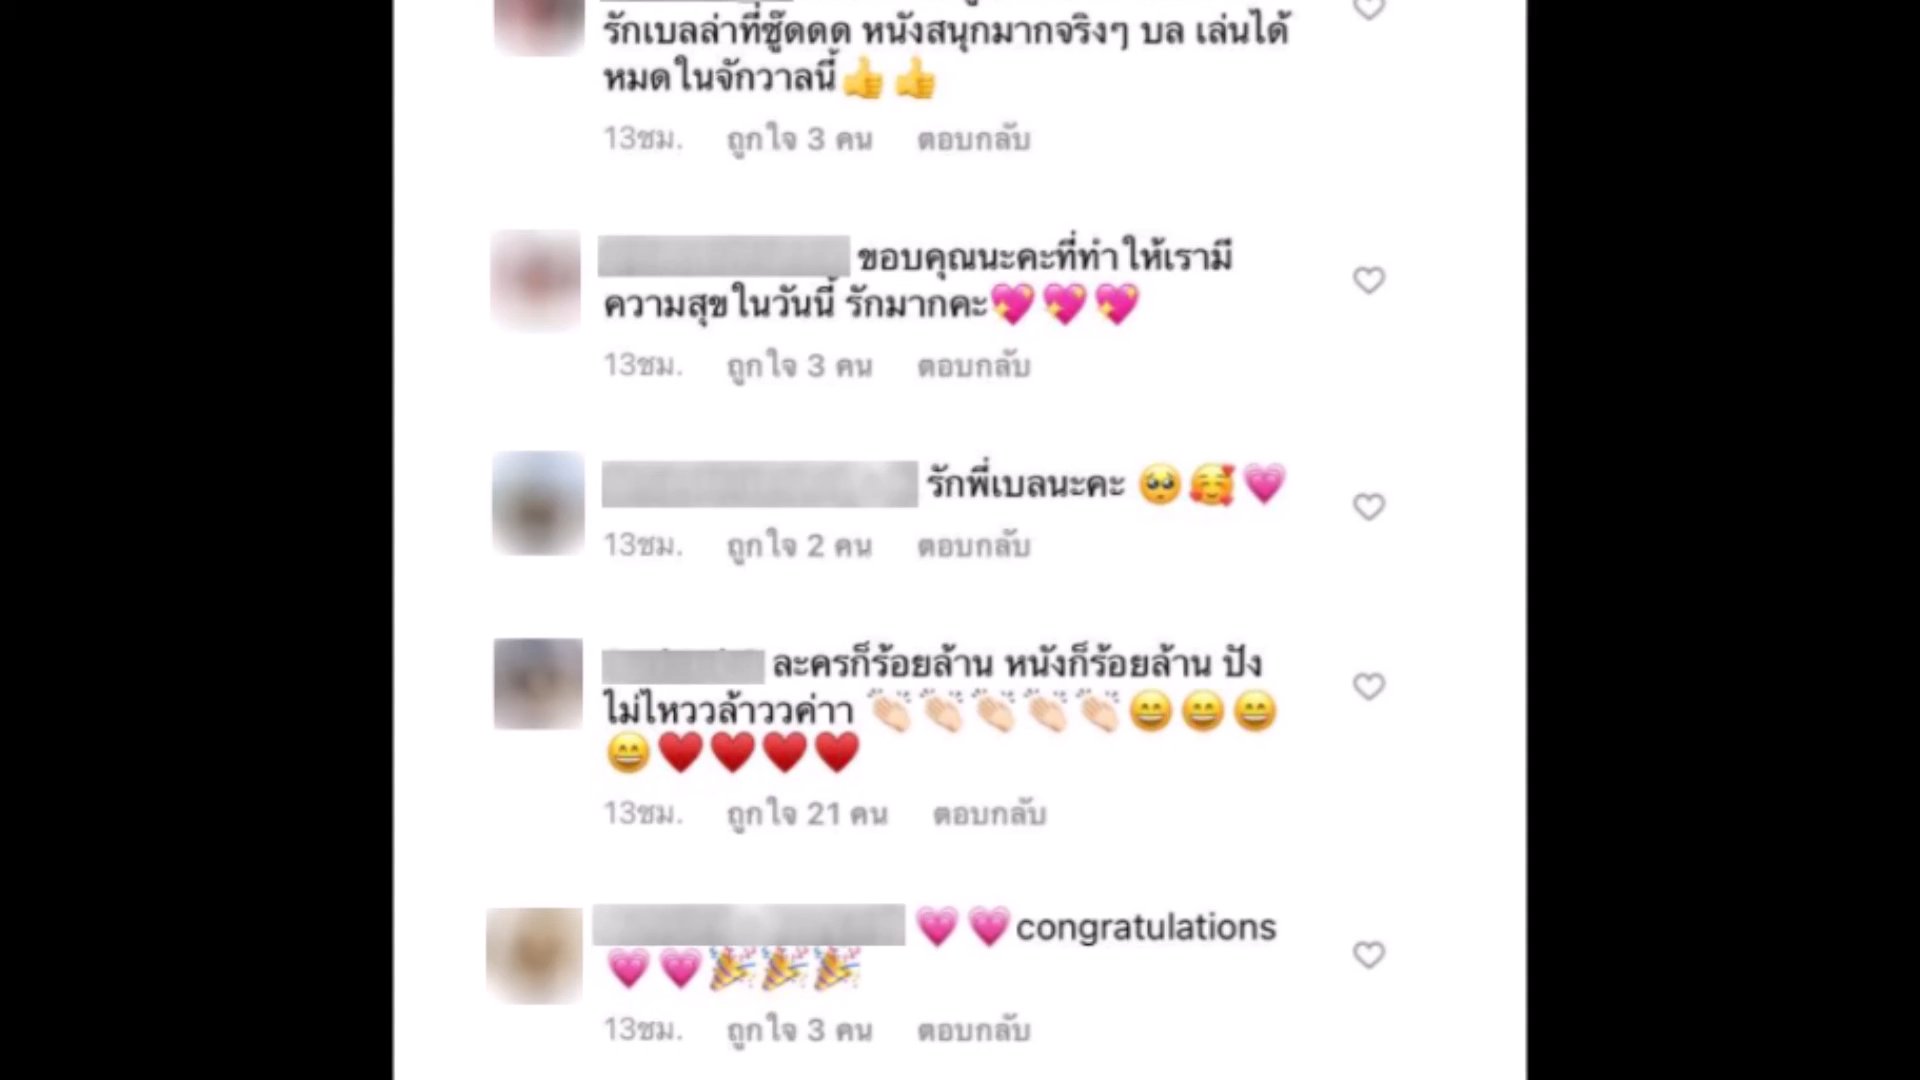 รักเบลล่าที่ซู๊ดดด หนังสนุกมากจริงๆ บล เล่นได้
หมดในจักวาลนี้👍👍
13ชม. ถูกใจ 3 คน ตอบกลับ
ขอบคุณนะคะที่ทำให้เรามี
ความสุขในวันนี้ รักมากคะ💖💖💖
13ชม. ถูกใจ 3 คน ตอบกลับ
รักพี่เบลนะคะ 🥺🥰💗
13ชม. ถูกใจ 2 คน ตอบกลับ
ละครก็ร้อยล้าน หนังก็ร้อยล้าน ปัง
ไม่ไหววล้าววค่าา 👏🏻👏🏻👏🏻👏🏻👏🏻😄😄😄
😄❤️❤️❤️❤️
13ชม. ถูกใจ 21 คน ตอบกลับ
💗💗congratulations
💗💗🎉🎉🎉
13ชม. ถูกใจ 3 คน ตอบกลับ